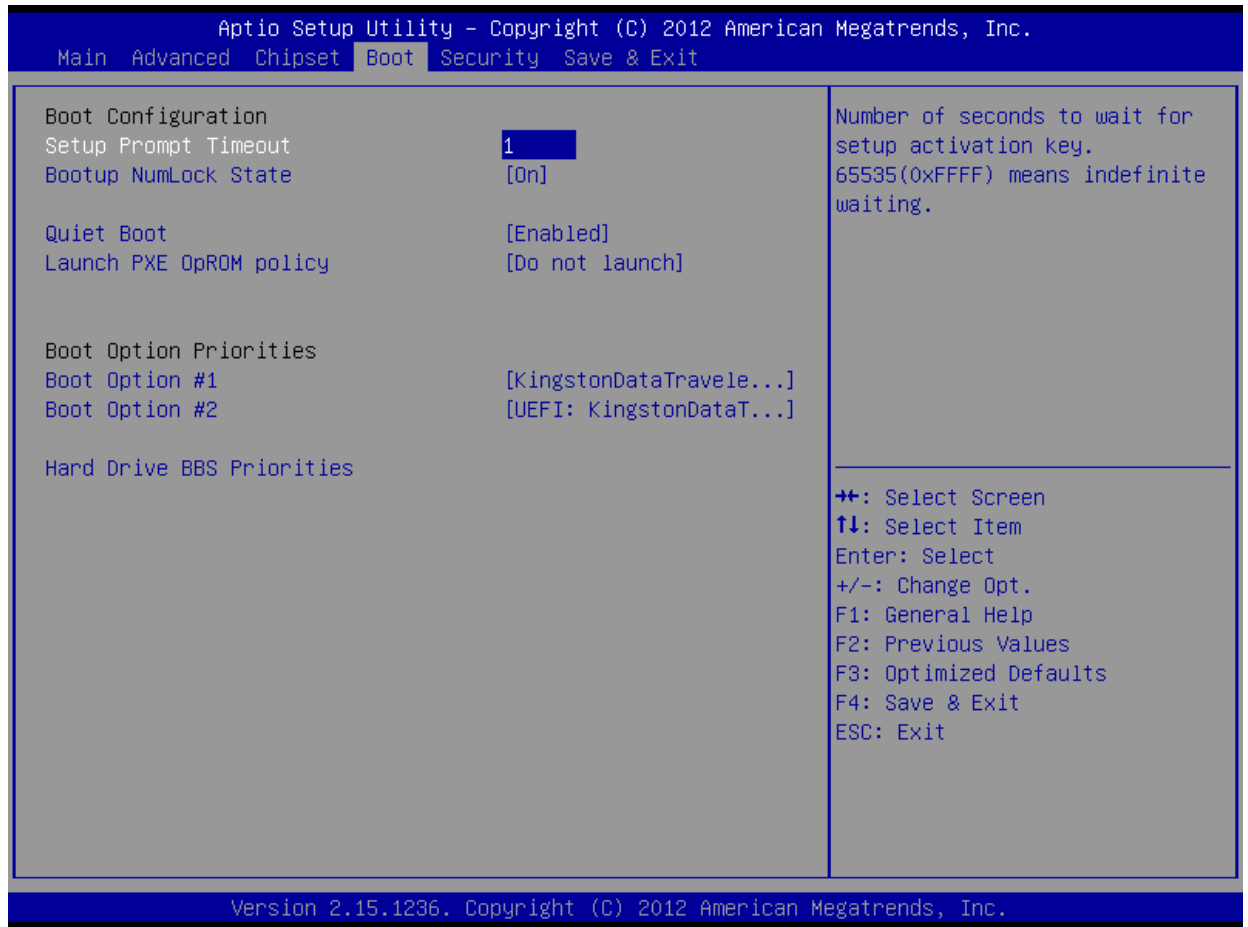 Aptio Setup Utility – Copyright (C) 2012 American Megatrends, Inc.
Main Advanced Chipset Boot Security Save & Exit
Boot Configuration
Setup Prompt Timeout 1
Bootup NumLock State [On]
Quiet Boot [Enabled]
Launch PXE OpROM policy [Do not launch]
Boot Option Priorities
Boot Option #1 [KingstonDataTravele...]
Boot Option #2 [UEFI: KingstonDataT...]
Hard Drive BBS Priorities
Number of seconds to wait for
setup activation key.
65535(0xFFFF) means indefinite
waiting.
→←: Select Screen
↑↓: Select Item
Enter: Select
+/-: Change Opt.
F1: General Help
F2: Previous Values
F3: Optimized Defaults
F4: Save & Exit
ESC: Exit
Version 2.15.1236. Copyright (C) 2012 American Megatrends, Inc.